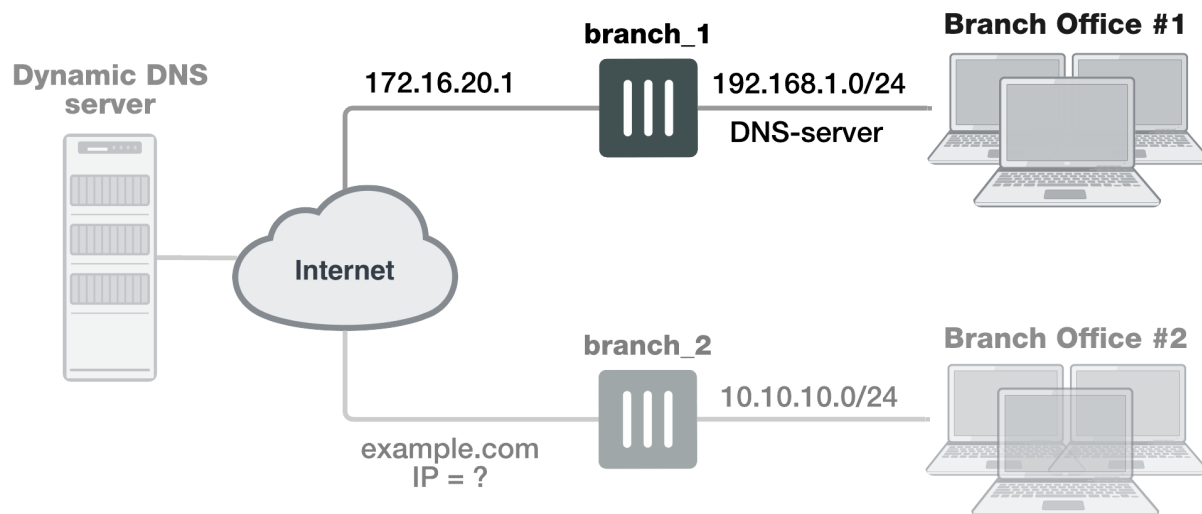 Dynamic DNS
server
172.16.20.1
branch_1
192.168.1.0/24
DNS-server
Branch Office #1
Internet
example.com
IP = ?
branch_2
10.10.10.0/24
Branch Office #2